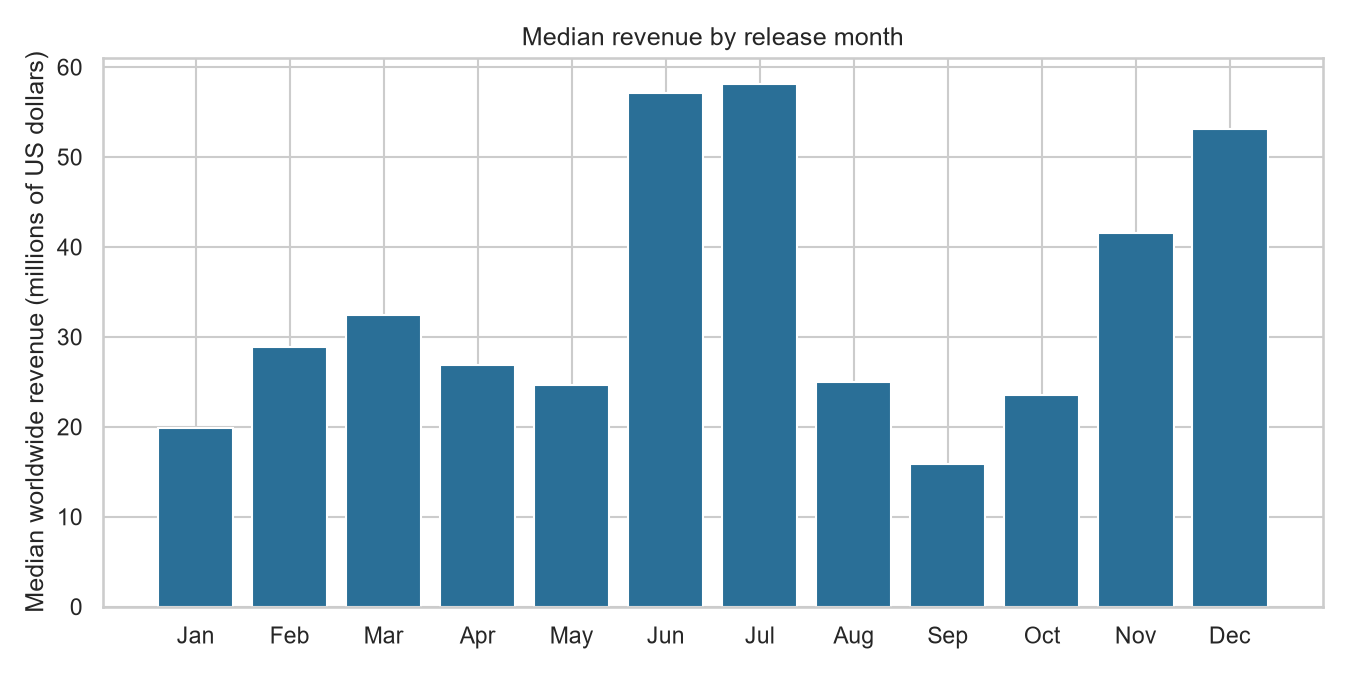 Median revenue by release month
Median worldwide revenue (millions of US dollars)
60
50
40
30
20
10
0
Jan Feb Mar Apr May Jun Jul Aug Sep Oct Nov Dec